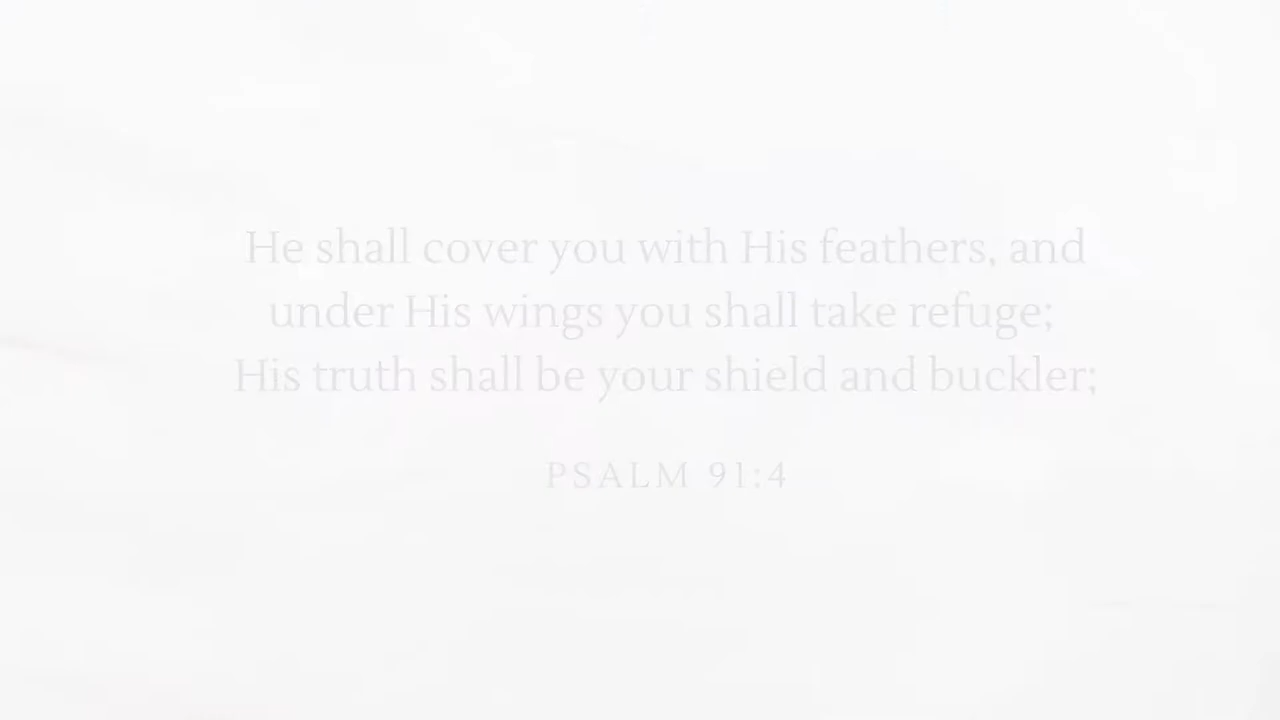 He shall cover you with His feathers, and
under His wings you shall take refuge;
His truth shall be your shield and buckler;
PSALM 91:4